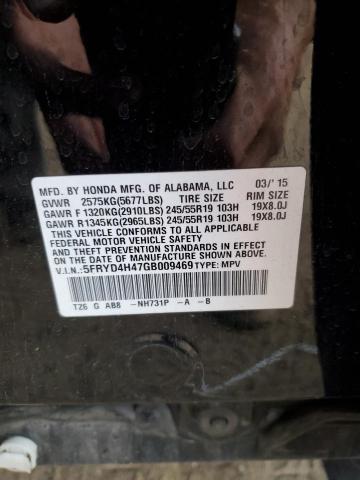 MFD. BY HONDA MFG. OF ALABAMA, LLC 03/' 15
GVWR 2575KG(5677LBS) TIRE SIZE RIM SIZE
GAWR F 1320KG(2910LBS) 245/55R19 103H 19X8.0J
GAWR R1345KG(2965LBS) 245/55R19 103H 19X8.0J
THIS VEHICLE CONFORMS TO ALL APPLICABLE
FEDERAL MOTOR VEHICLE SAFETY AND THEFT
PREVENTION STANDARDS IN EFFECT ON THE
DATE OF MANUFACTURE SHOWN ABOVE.
V.I.N.: 5FRYD4H47GB009469 TYPE: MPV
TZ6 G AB8 -NH731P -A -B